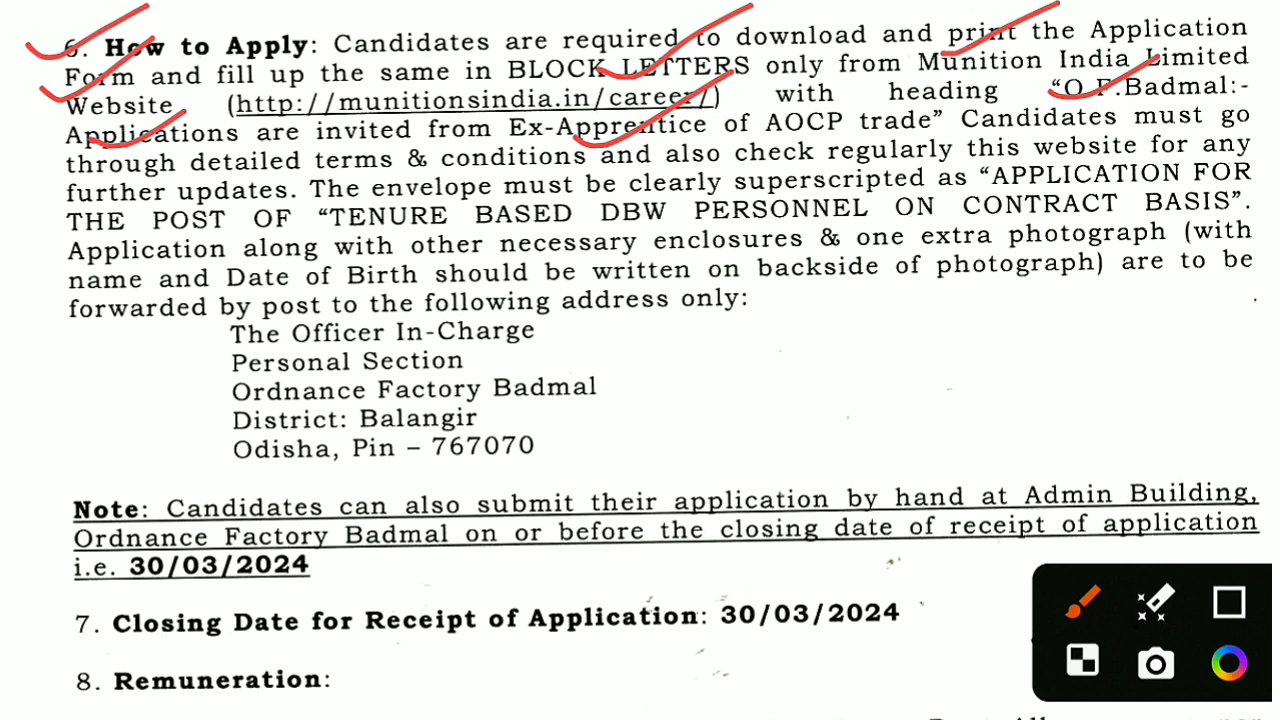 6. How to Apply: Candidates are required to download and print the Application
Form and fill up the same in BLOCK LETTERS only from Munition India Limited
Website (http://munitionsindia.in/career/) with heading “O.F.Badmal:-
Applications are invited from Ex-Apprentice of AOCP trade” Candidates must go
through detailed terms & conditions and also check regularly this website for any
further updates. The envelope must be clearly superscripted as “APPLICATION FOR
THE POST OF “TENURE BASED DBW PERSONNEL ON CONTRACT BASIS”.
Application along with other necessary enclosures & one extra photograph (with
name and Date of Birth should be written on backside of photograph) are to be
forwarded by post to the following address only:
The Officer In-Charge
Personal Section
Ordnance Factory Badmal
District: Balangir
Odisha, Pin – 767070
Note: Candidates can also submit their application by hand at Admin Building,
Ordnance Factory Badmal on or before the closing date of receipt of application
i.e. 30/03/2024
7. Closing Date for Receipt of Application: 30/03/2024
8. Remuneration: